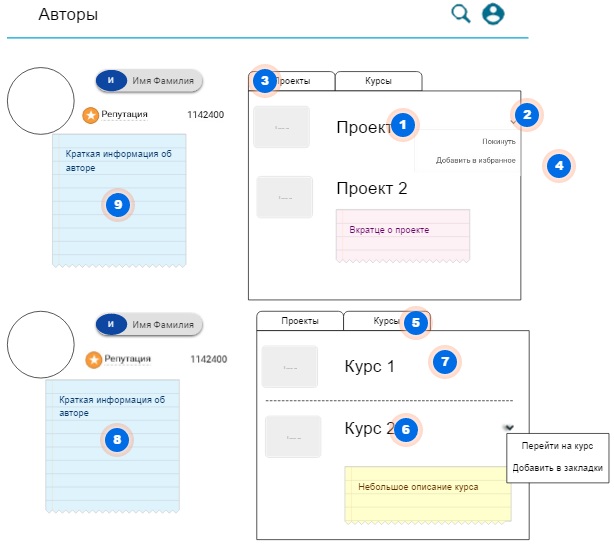 Авторы
И
Имя Фамилия
Репутация
1142400
Краткая информация об
авторе
9
3
Проекты
Курсы
Проект
1
2
Покинуть
Добавить в избранное
4
Проект 2
Вкратце о проекте
И
Имя Фамилия
Репутация
1142400
Краткая информация об
авторе
8
Проекты
Курсы
5
Курс 1
7
Курс 2
6
Перейти на курс
Добавить в закладки
Небольшое описание курса